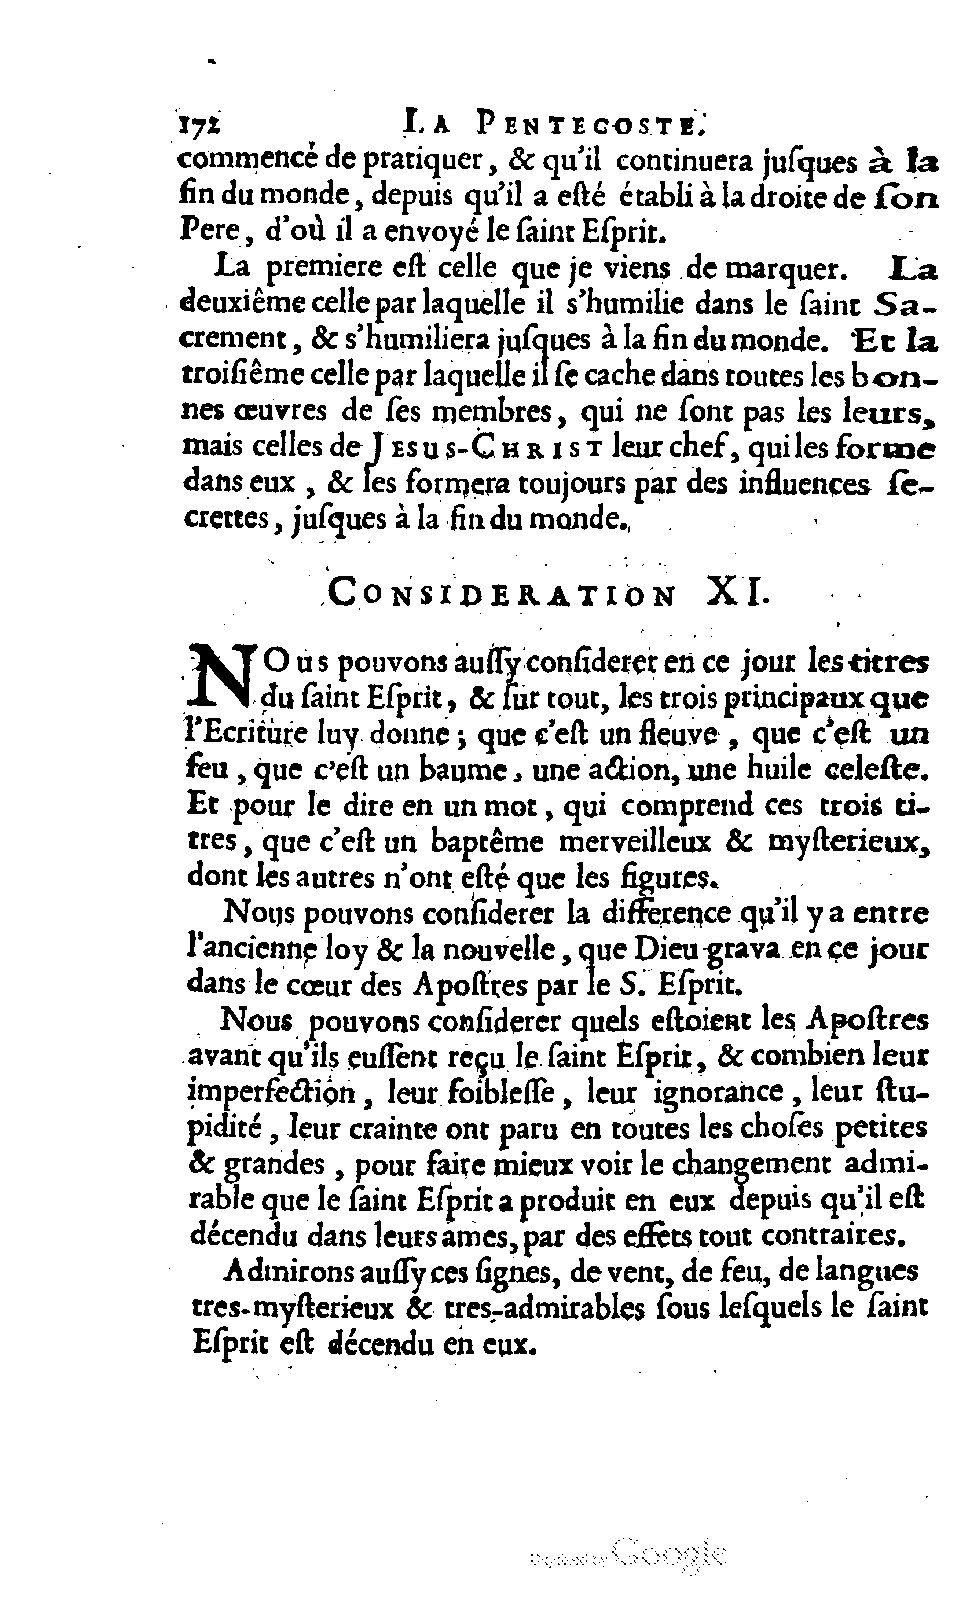 172 LA PENTECOSTE.
commencé de pratiquer, & qu'il continuera juſques à la
fin du monde, depuis qu'il a eſté établi à la droite de ſon
Pere, d'où il a envoyé le ſaint Eſprit.
La premiere eſt celle que je viens de marquer. La
deuxiême celle par laquelle il s'humilie dans le ſaint Sa-
crement, & s'humiliera juſques à la fin du monde. Et la
troiſiême celle par laquelle il ſe cache dans toutes les bon-
nes œuvres de ſes membres, qui ne ſont pas les leurs,
mais celles de JESUS-CHRIST leur chef, qui les forme
dans eux, & les formera toujours par des influences ſe-
crettes, juſques à la fin du monde.
CONSIDERATION XI.
NOus pouvons auſſy conſiderer en ce jour les titres
du ſaint Eſprit, & ſur tout, les trois principaux que
l'Ecriture luy donne; que c'eſt un fleuve, que c'eſt un
feu, que c'eſt un baume, une action, une huile celeſte.
Et pour le dire en un mot, qui comprend ces trois ti-
tres, que c'eſt un baptême merveilleux & myſterieux,
dont les autres n'ont eſté que les figures.
Nous pouvons conſiderer la difference qu'il y a entre
l'ancienne loy & la nouvelle, que Dieu grava en ce jour
dans le cœur des Apoſtres par le S. Eſprit.
Nous pouvons conſiderer quels eſtoient les Apoſtres
avant qu'ils euſſent reçu le ſaint Eſprit, & combien leur
imperfection, leur foibleſſe, leur ignorance, leur ſtu-
pidité, leur crainte ont paru en toutes les choſes petites
& grandes, pour faire mieux voir le changement admi-
rable que le ſaint Eſprit a produit en eux depuis qu'il eſt
décendu dans leurs ames, par des effets tout contraires.
Admirons auſſy ces ſignes, de vent, de feu, de langues
tres-myſterieux & tres-admirables ſous leſquels le ſaint
Eſprit eſt décendu en eux.
Digitized by Google